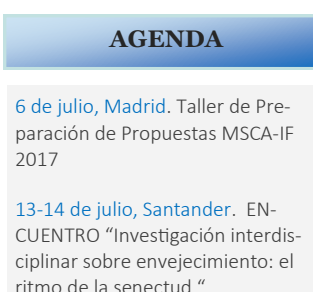 AGENDA
6 de julio, Madrid. Taller de Pre-
paración de Propuestas MSCA-IF
2017
13-14 de julio, Santander.  EN-
CUENTRO “Investigación interdis-
ciplinar sobre envejecimiento: el
ritmo de la senectud “